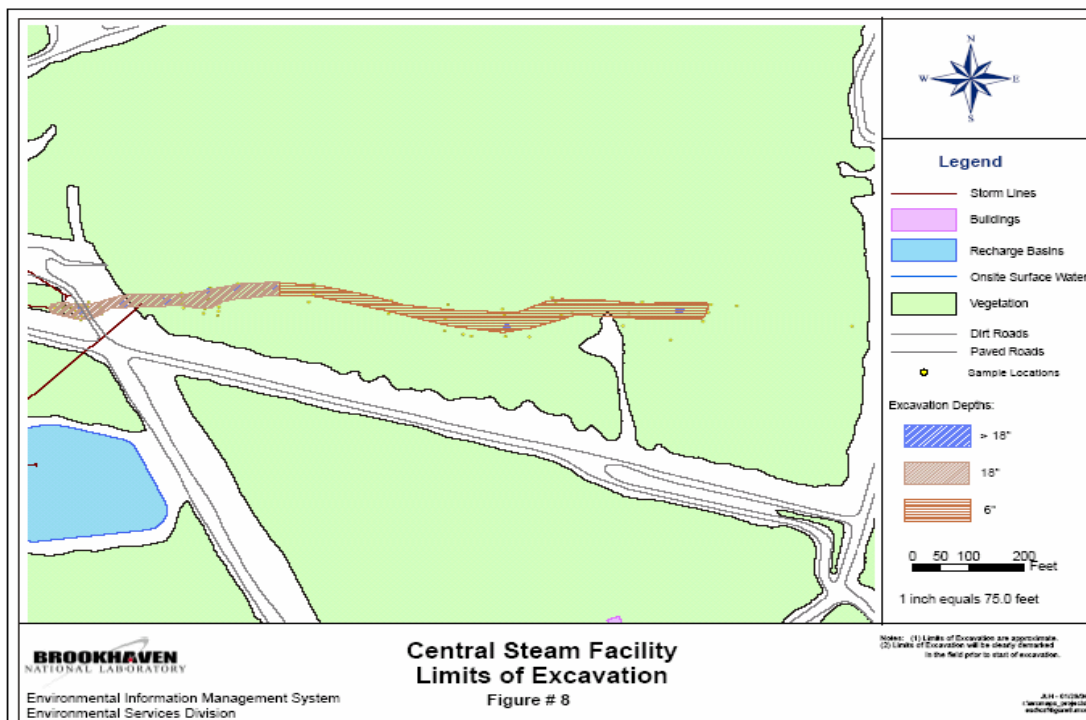 N
W
E
S
Legend
Storm Lines
Buildings
Recharge Basins
Onsite Surface Water
Vegetation
Dirt Roads
Paved Roads
Sample Locations
Excavation Depths:
> 18"
18"
6"
0 50 100 200
Feet
1 inch equals 75.0 feet
BROOKHAVEN
NATIONAL LABORATORY
Environmental Information Management System
Environmental Services Division
Central Steam Facility
Limits of Excavation
Figure # 8
Notes: (1) Limits of Excavation are approximate.
(2) Limits of Excavation will be clearly demarked
in the field prior to start of excavation.